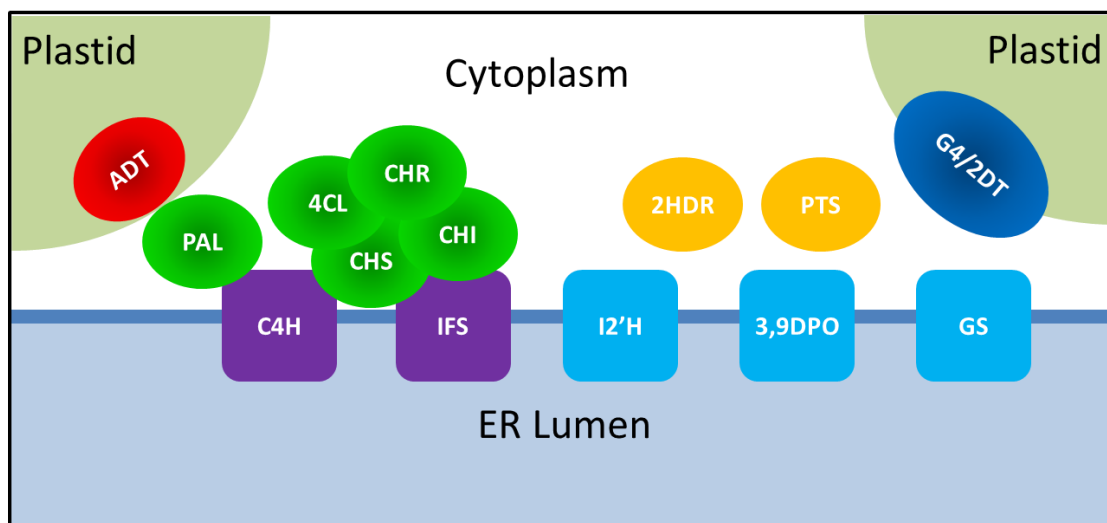 Plastid
Cytoplasm
Plastid
ADT
PAL
4CL
CHR
CHS
CHI
2HDR
PTS
G4/2DT
C4H
IFS
I2’H
3,9DPO
GS
ER Lumen